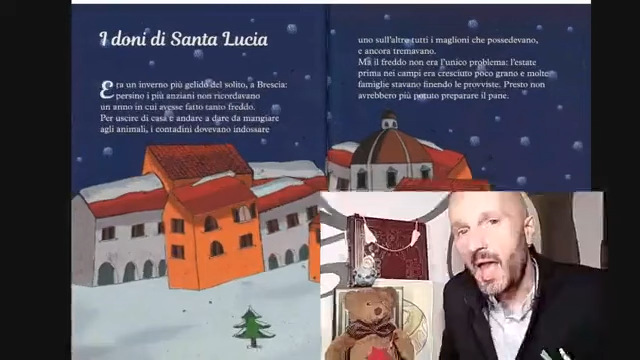 I doni di Santa Lucia
Era un inverno più gelido del solito, a Brescia:
persino i più anziani non ricordavano
un anno in cui avesse fatto tanto freddo.
Per uscire di casa e andare a dare da mangiare
agli animali, i contadini dovevano indossare
uno sull'altro tutti i maglioni che possedevano,
e ancora tremavano.
Ma il freddo non era l'unico problema: l'estate
prima nei campi era cresciuto poco grano e molte
famiglie stavano finendo le provviste. Presto non
avrebbero più potuto preparare il pane.